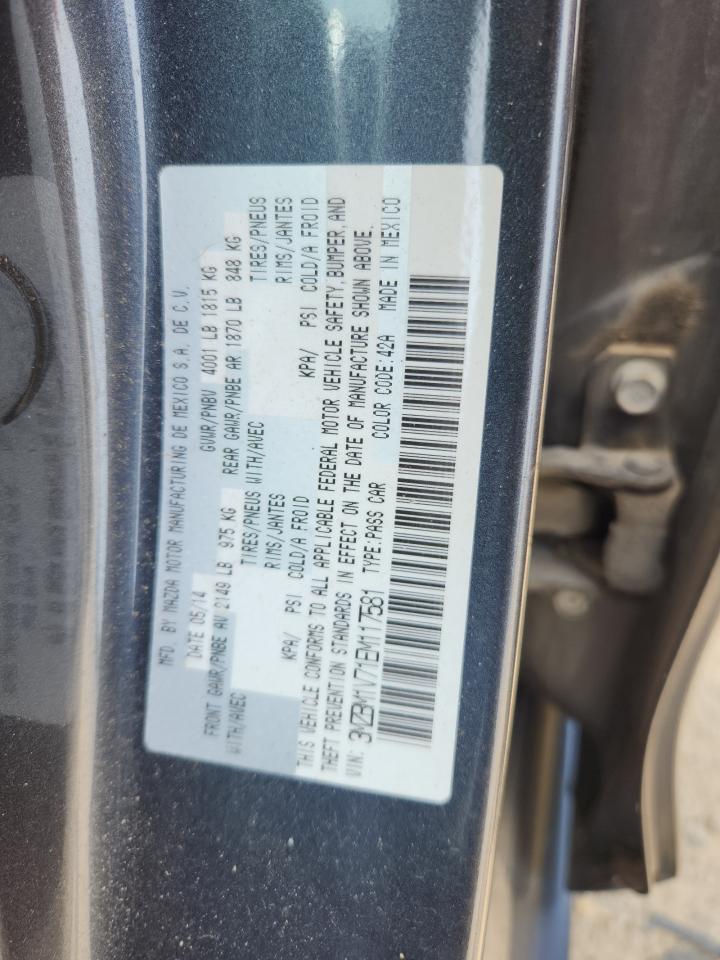 MFD. BY MAZDA MOTOR MANUFACTURING DE MEXICO S.A. DE C.V.
DATE 05/14 GVWR/PNBV 4001 LB 1815 KG
FRONT GAWR/PNBE AV 2149 LB 975 KG REAR GAWR/PNBE AR 1870 LB 848 KG
WITH/AVEC TIRES/PNEUS WITH/AVEC TIRES/PNEUS
RIMS/JANTES RIMS/JANTES
KPA/ PSI COLD/A FROID KPA/ PSI COLD/A FROID
THIS VEHICLE CONFORMS TO ALL APPLICABLE FEDERAL MOTOR VEHICLE SAFETY, BUMPER, AND
THEFT PREVENTION STANDARDS IN EFFECT ON THE DATE OF MANUFACTURE SHOWN ABOVE.
VIN: 3MZBM1V71EM117581 TYPE:PASS CAR COLOR CODE:42A MADE IN MEXICO